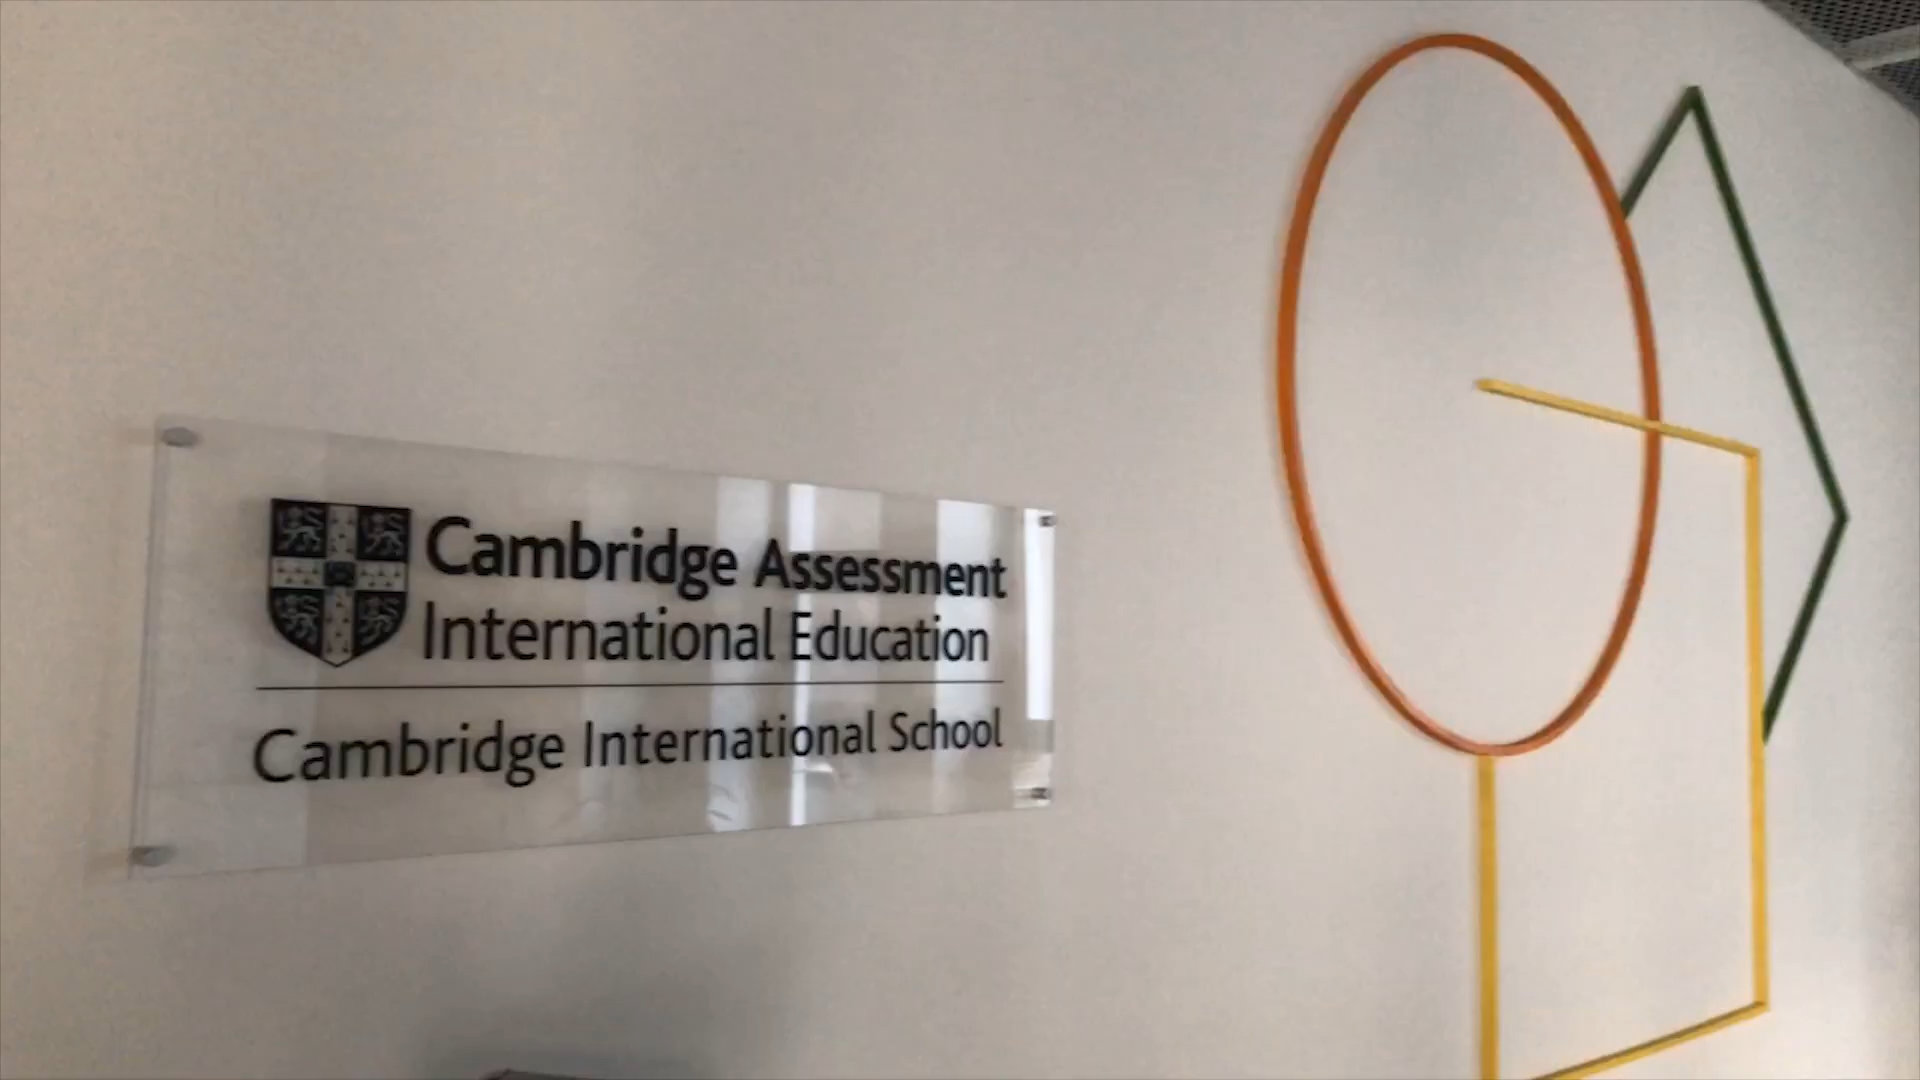 Cambridge Assessment
International Education
Cambridge International School